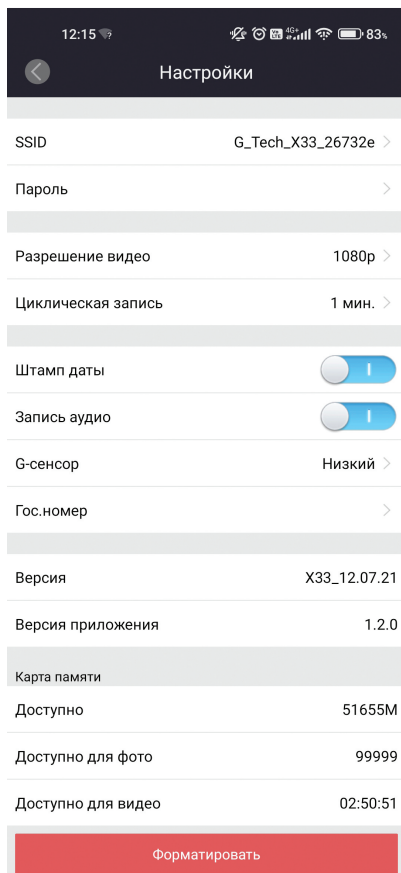 12:15 4G+ 83%
Настройки
SSID G_Tech_X33_26732e
Пароль
Разрешение видео 1080p
Циклическая запись 1 мин.
Штамп даты
Запись аудио
G-сенсор Низкий
Гос.номер
Версия X33_12.07.21
Версия приложения 1.2.0
Карта памяти
Доступно 51655M
Доступно для фото 99999
Доступно для видео 02:50:51
Форматировать